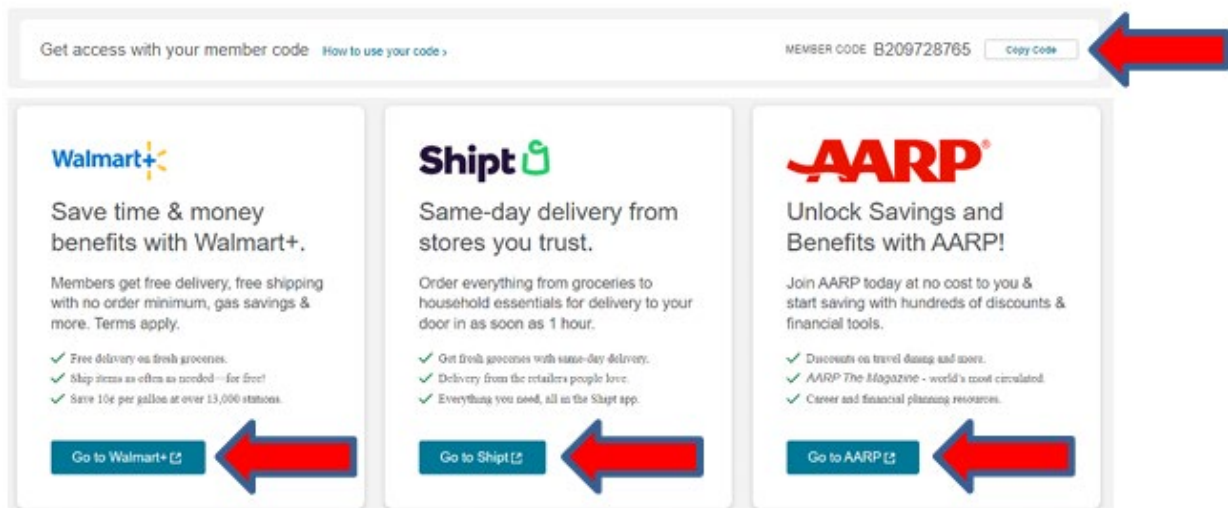 Get access with your member code How to use your code >
MEMBER CODE B209728765 Copy Code
Walmart+
Save time & money
benefits with Walmart+.
Members get free delivery, free shipping
with no order minimum, gas savings &
more. Terms apply.
✓ Free delivery on fresh groceries.
✓ Ship items as often as needed—for free!
✓ Save 10¢ per gallon at over 13,000 stations.
Go to Walmart+
Shipt
Same-day delivery from
stores you trust.
Order everything from groceries to
household essentials for delivery to your
door in as soon as 1 hour.
✓ Get fresh groceries with same-day delivery.
✓ Delivery from the retailers people love.
✓ Everything you need, all in the Shipt app.
Go to Shipt
AARP®
Unlock Savings and
Benefits with AARP!
Join AARP today at no cost to you &
start saving with hundreds of discounts &
financial tools.
✓ Discounts on travel dining and more.
✓ AARP The Magazine - world's most circulated.
✓ Career and financial planning resources.
Go to AARP